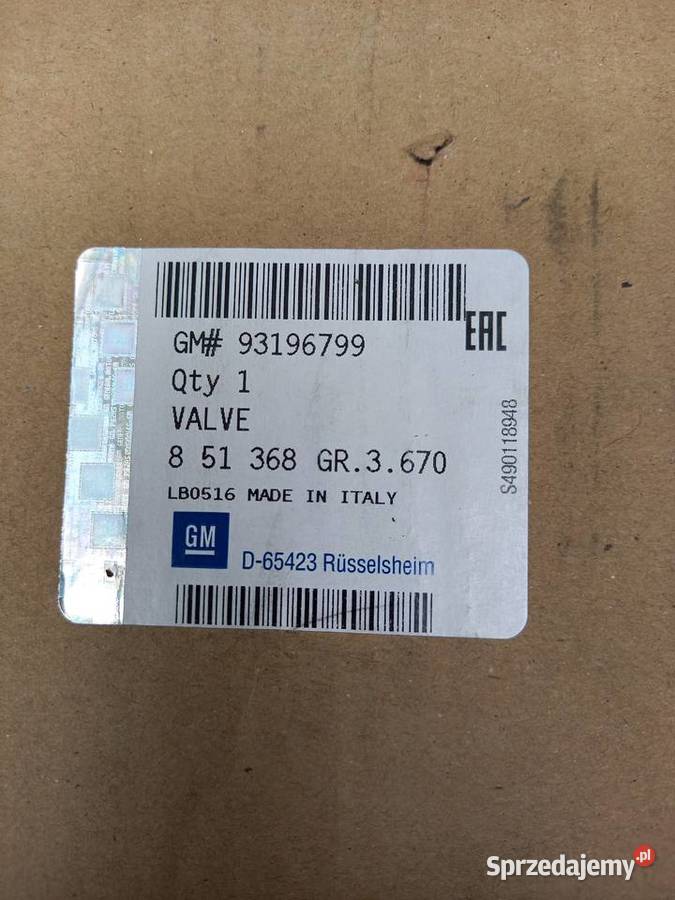 GM# 93196799
EAC
Qty 1
VALVE
8 51 368 GR.3.670
S490118948
LB0516 MADE IN ITALY
GM
D-65423 Rüsselsheim
Sprzedajemy.pl